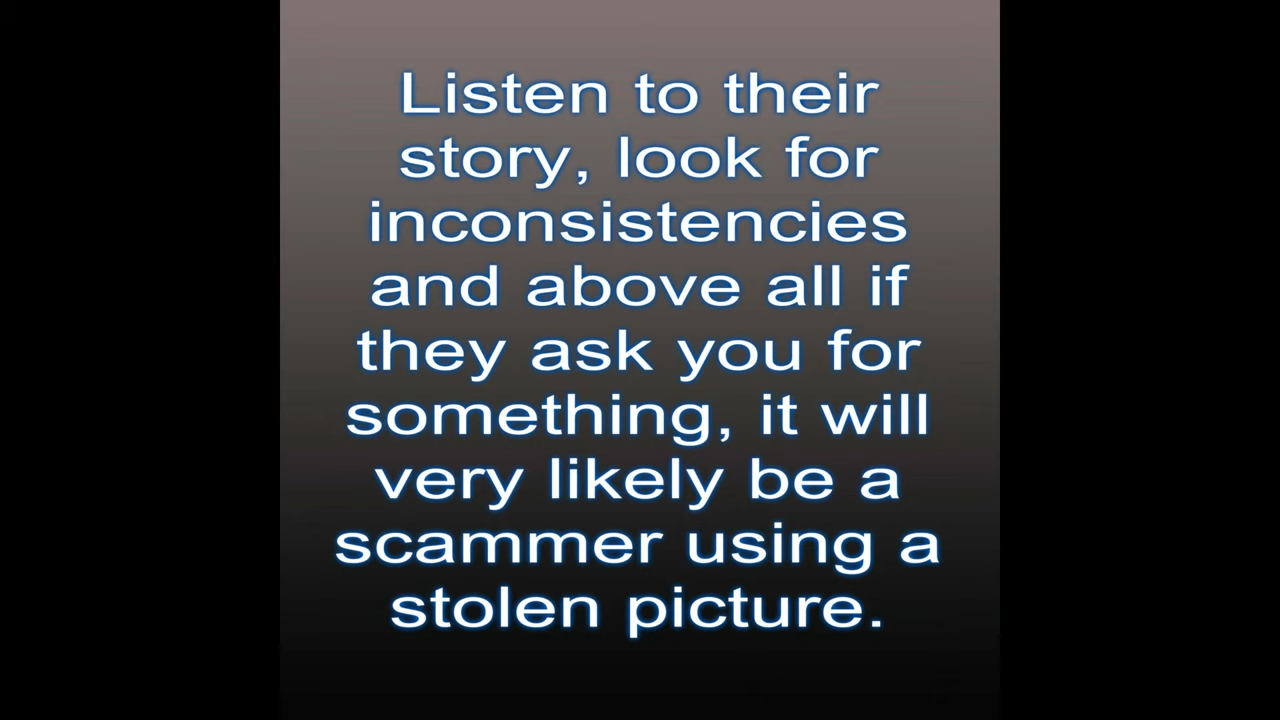 Listen to their
story, look for
inconsistencies
and above all if
they ask you for
something, it will
very likely be a
scammer using a
stolen picture.